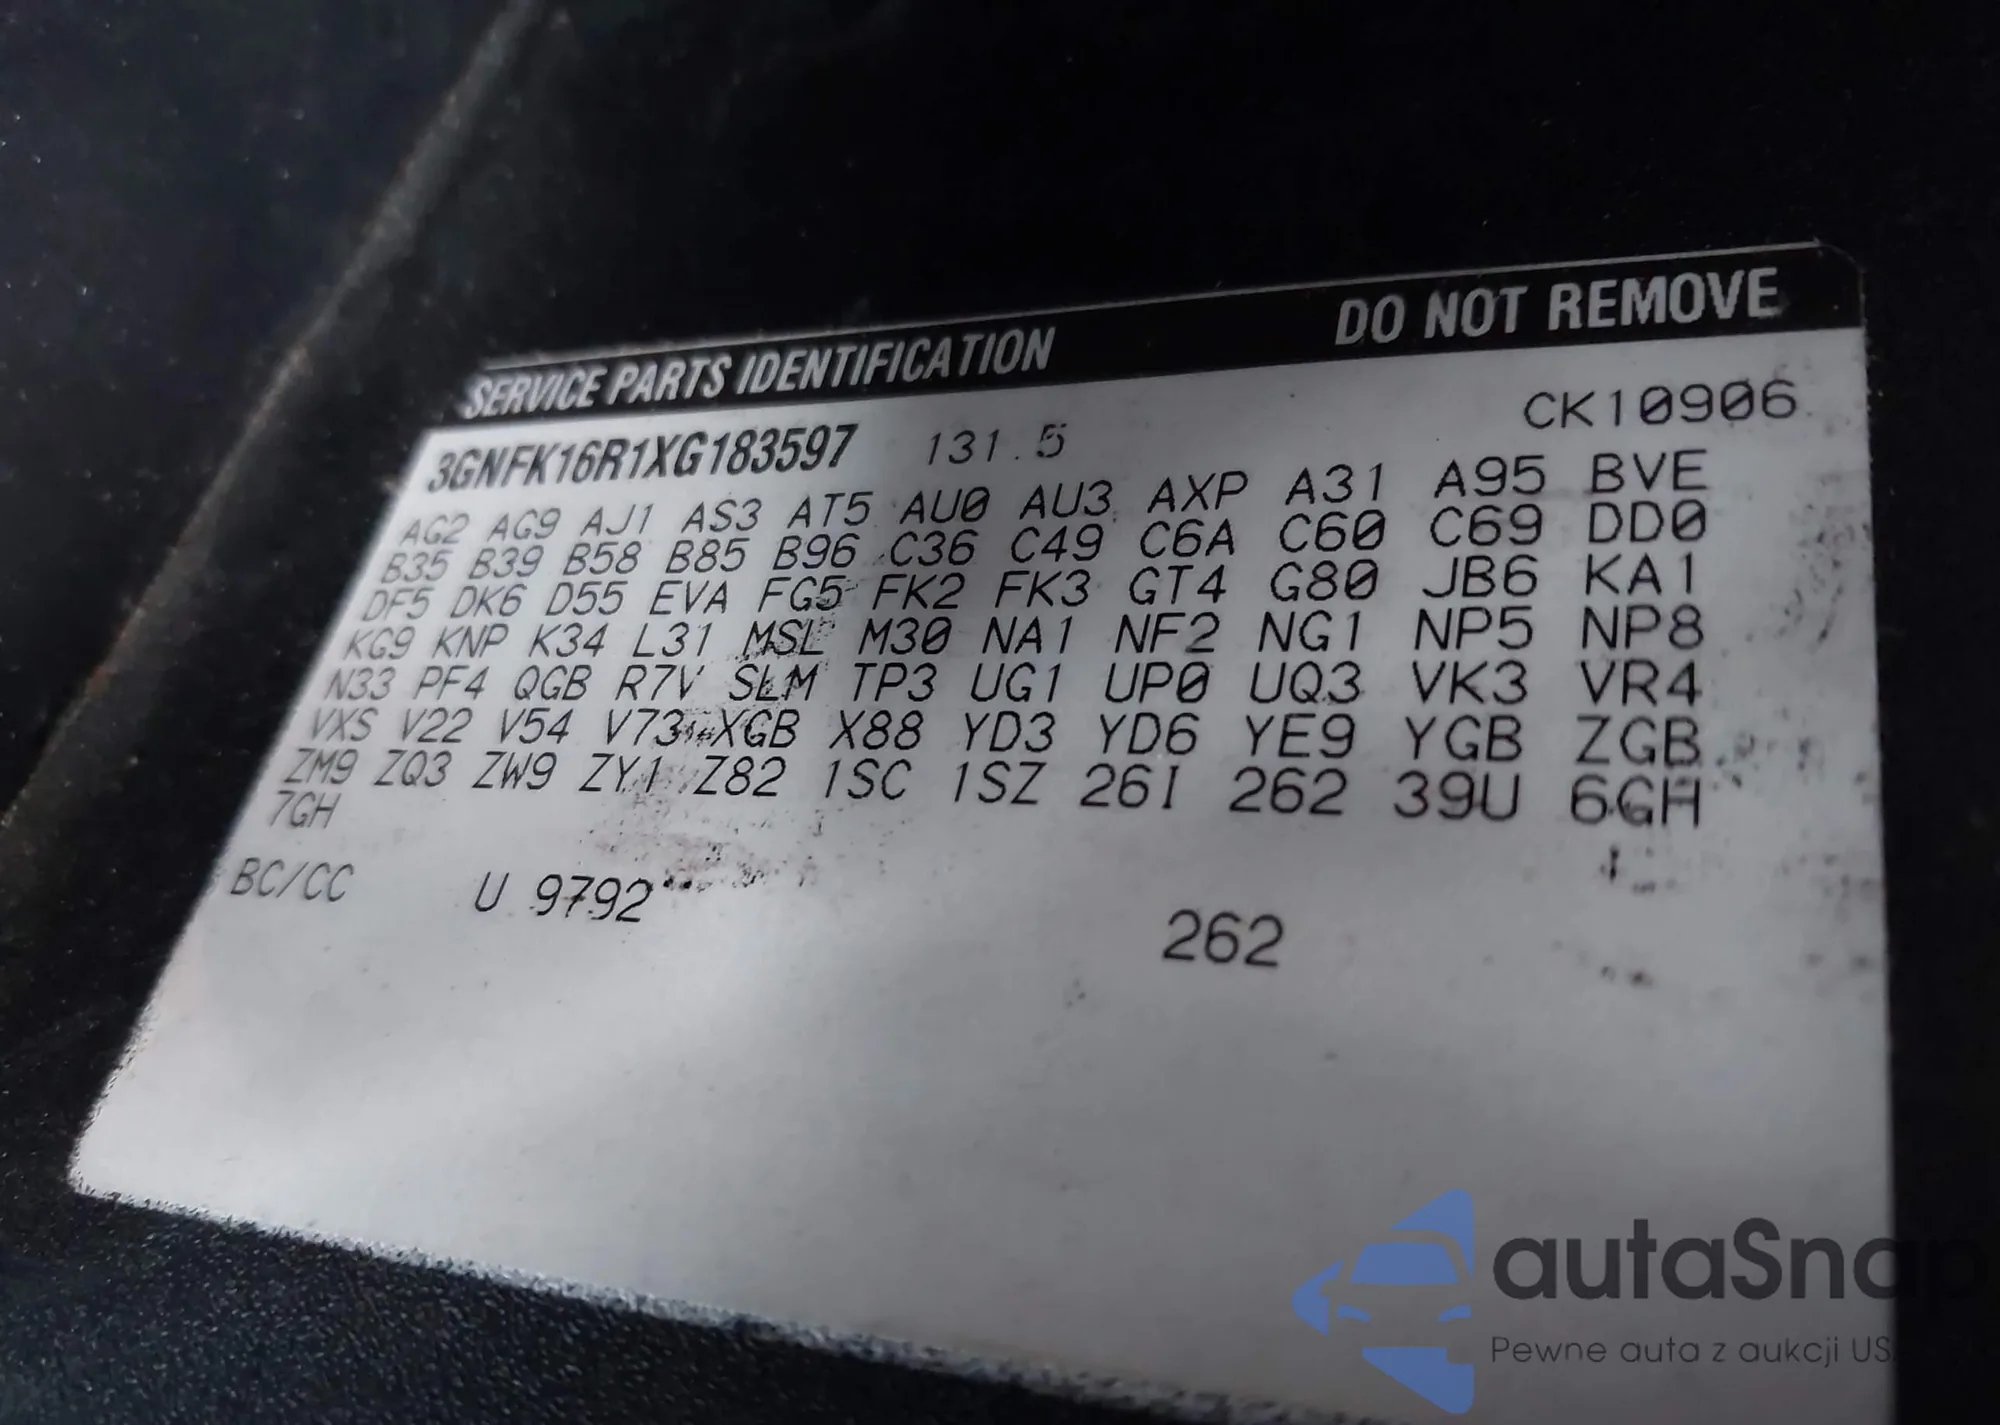 SERVICE PARTS IDENTIFICATION DO NOT REMOVE
3GNFK16R1XG183597 131.5 CK10906
AG2 AG9 AJ1 AS3 AT5 AU0 AU3 AXP A31 A95 BVE
B35 B39 B58 B85 B96 C36 C49 C6A C60 C69 DD0
DF5 DK6 D55 EVA FG5 FK2 FK3 GT4 G80 JB6 KA1
KG9 KNP K34 L31 MSL M30 NA1 NF2 NG1 NP5 NP8
N33 PF4 QGB R7V SLM TP3 UG1 UP0 UQ3 VK3 VR4
VXS V22 V54 V73 XGB X88 YD3 YD6 YE9 YGB ZGB
ZM9 ZQ3 ZW9 ZY1 Z82 1SC 1SZ 26I 262 39U 6GH
7GH
BC/CC U 9792 262
autaSnap
Pewne auta z aukcji US